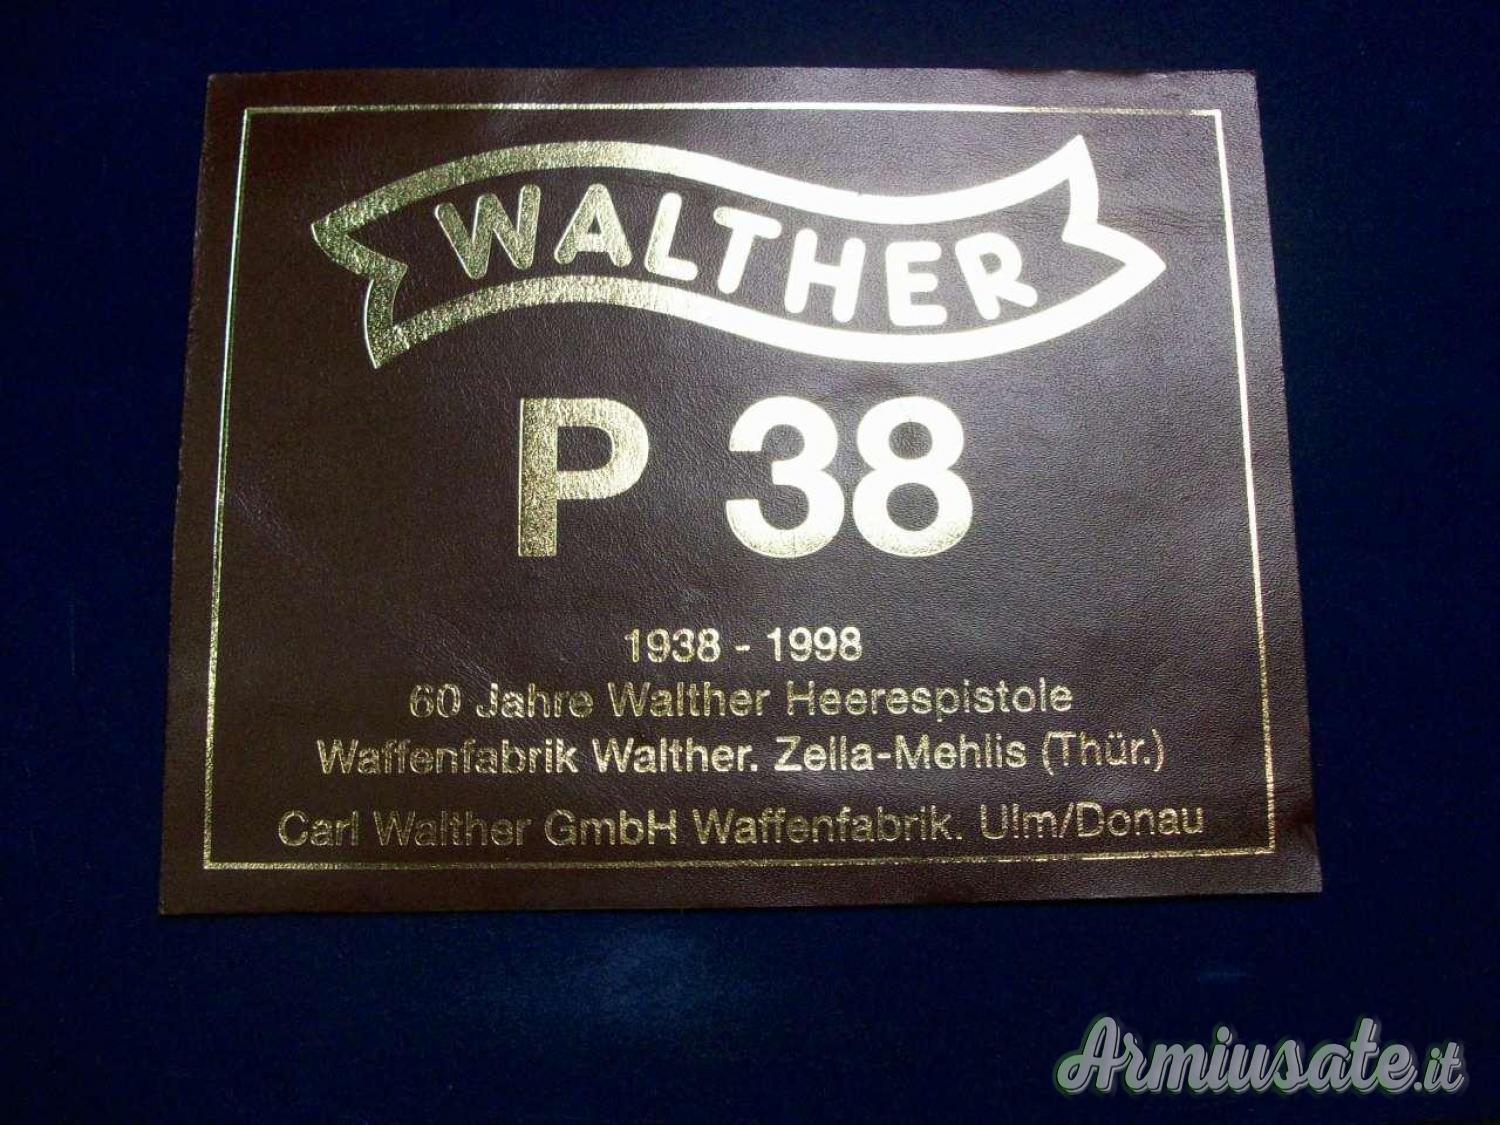 WALTHER
P 38
1938 - 1998
60 Jahre Walther Heerespistole
Waffenfabrik Walther. Zella-Mehlis (Thür.)
Carl Walther GmbH Waffenfabrik. Ulm/Donau
Armiusate.it